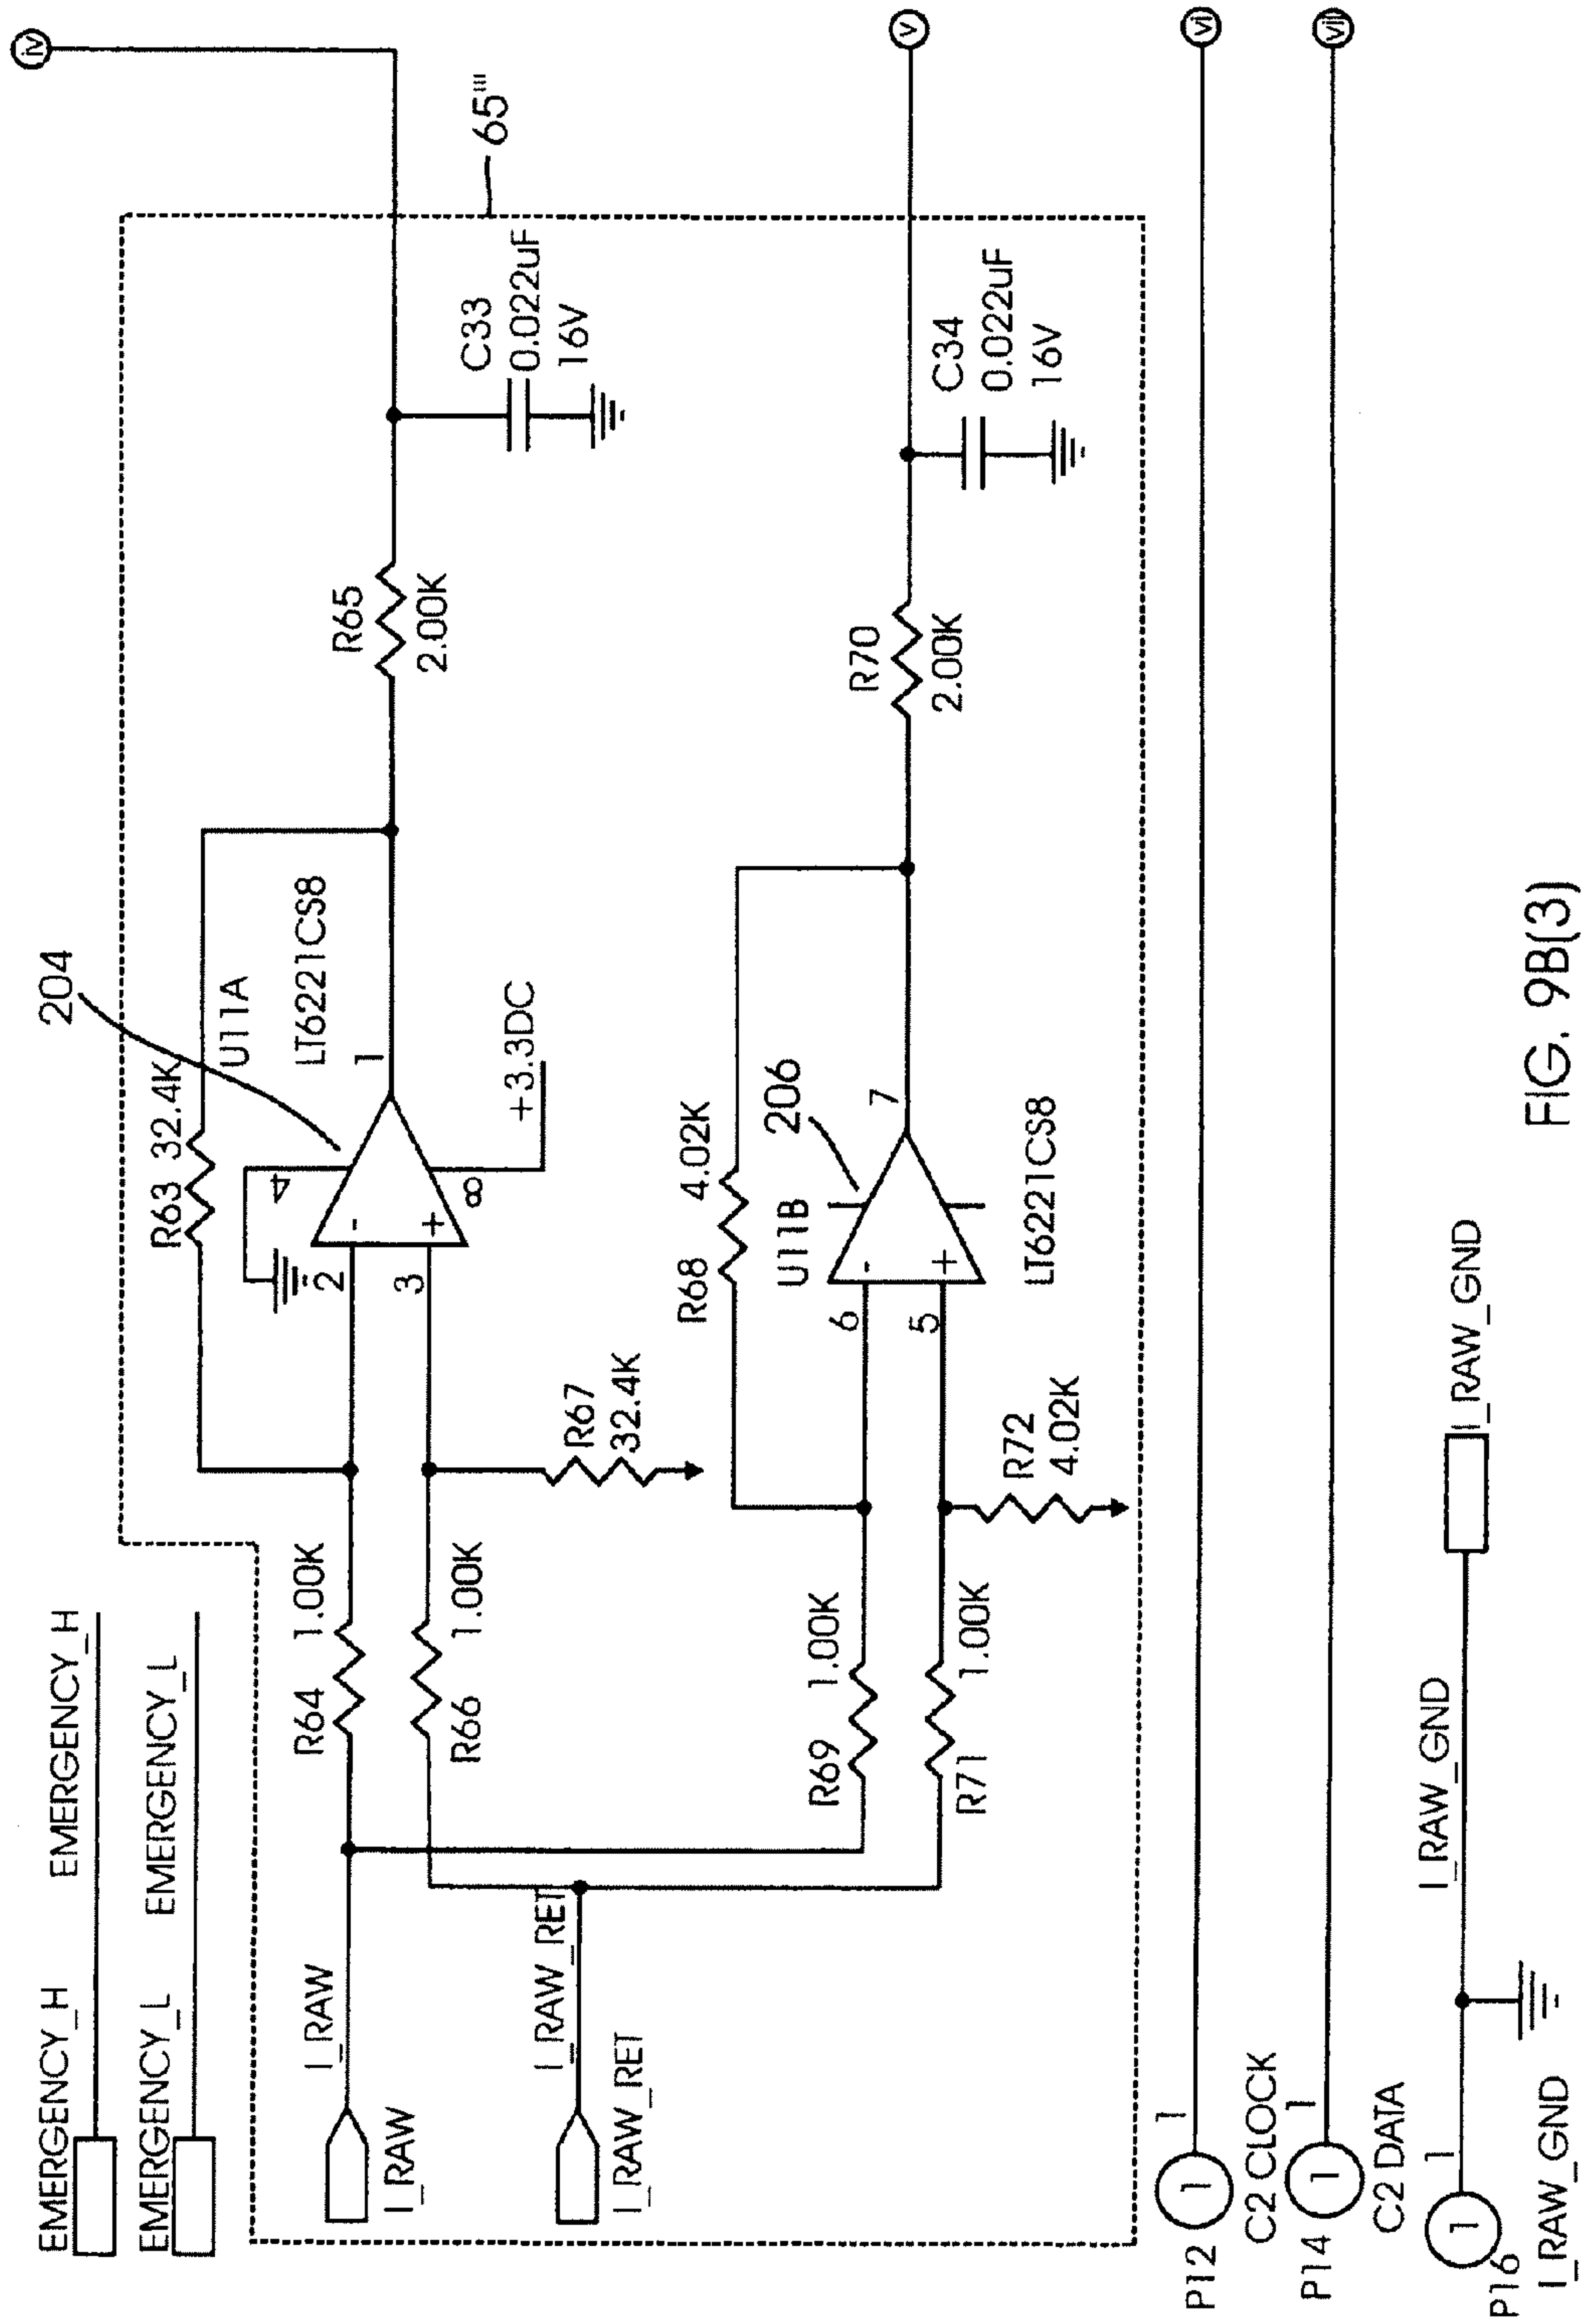 EMERGENCY_H
EMERGENCY_H
EMERGENCY_L
EMERGENCY_L
iv
204
65'''
R63 32.4K
U11A
LT6221CS8
R64 1.00K
R66 1.00K
2
3
4
8
1
-
+
+3.3DC
R67
32.4K
R65
2.00K
C33
0.022uF
16V
I_RAW
I_RAW
I_RAW_RET
I_RAW_RET
R69 1.00K
R71 1.00K
R68 4.02K
206
U11B
6
5
7
-
+
LT6221CS8
R72
4.02K
R70
2.00K
C34
0.022uF
16V
v
P12
1
1
C2 CLOCK
vi
P14
1
1
C2 DATA
vii
P16
1
1
I_RAW_GND
I_RAW_GND
I_RAW_GND
FIG. 9B(3)